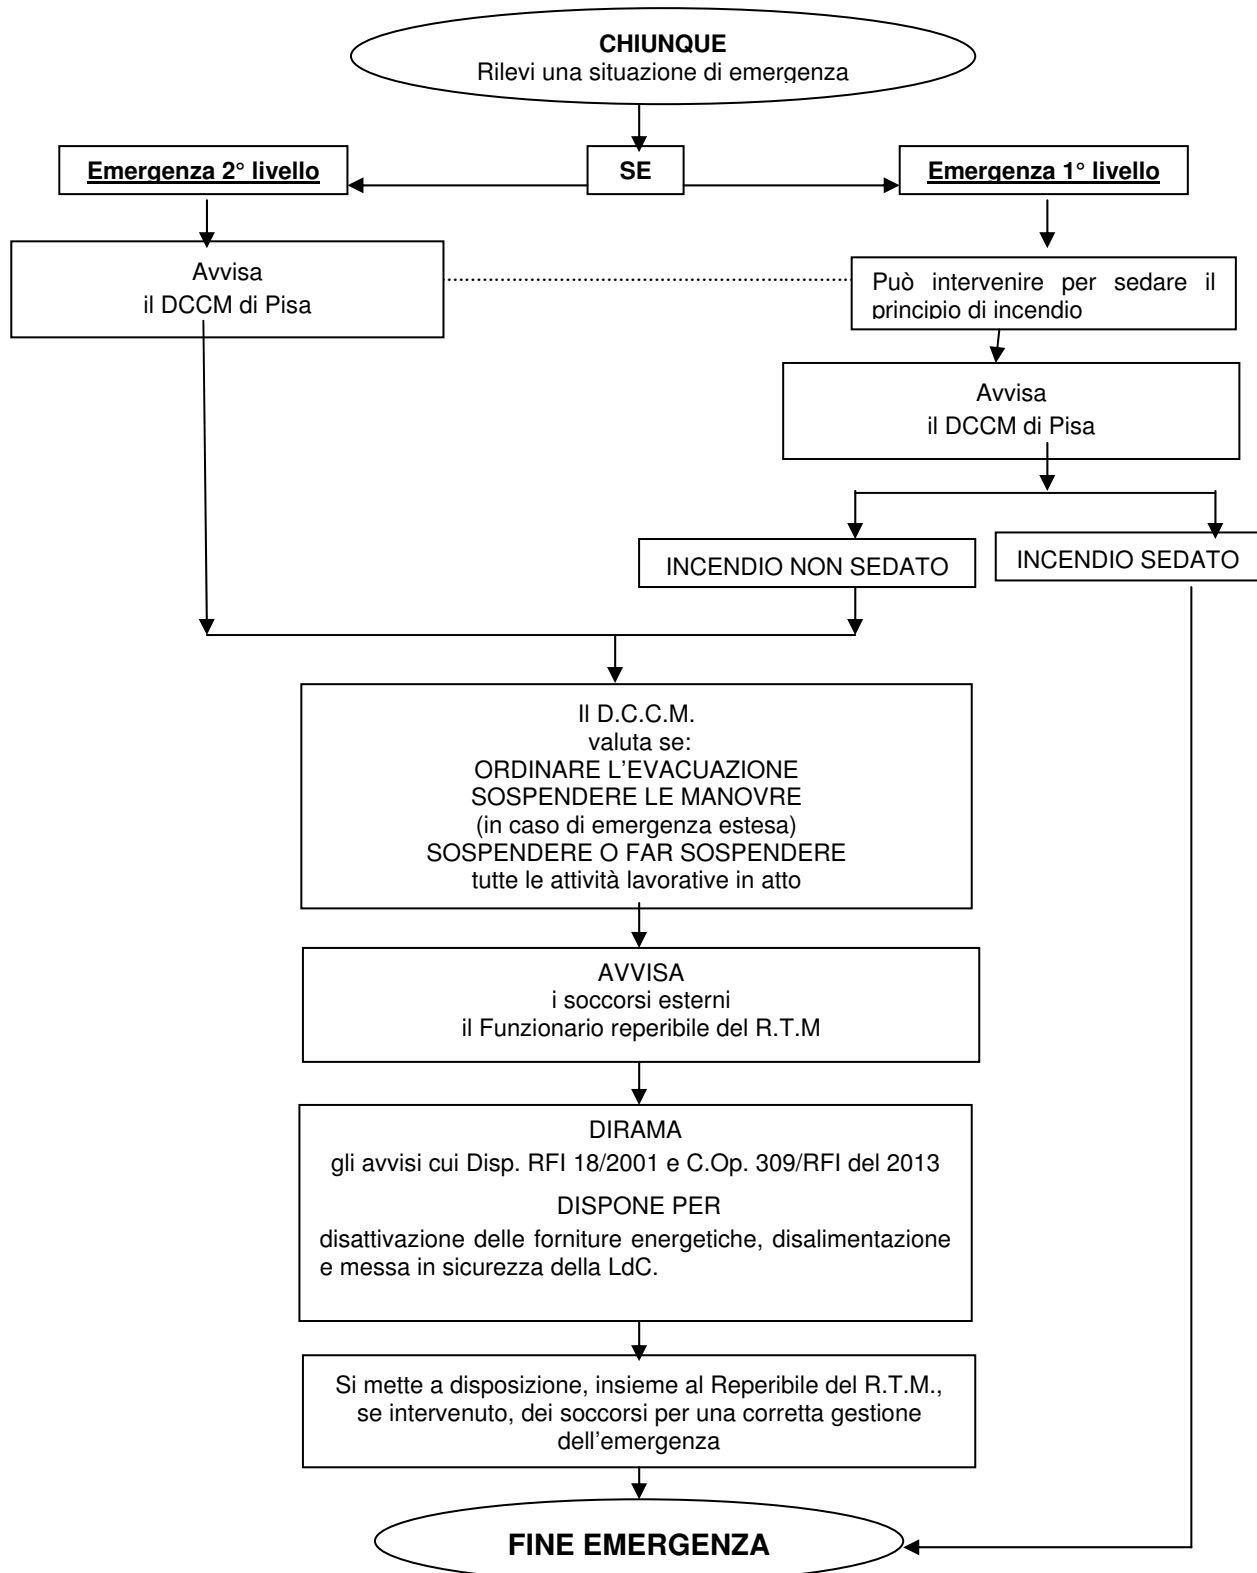 CHIUNQUE
Rilevi una situazione di emergenza
Emergenza 2° livello
SE
Emergenza 1° livello
Avvisa
il DCCM di Pisa
Può intervenire per sedare il
principio di incendio
Avvisa
il DCCM di Pisa
INCENDIO NON SEDATO
INCENDIO SEDATO
Il D.C.C.M.
valuta se:
ORDINARE L'EVACUAZIONE
SOSPENDERE LE MANOVRE
(in caso di emergenza estesa)
SOSPENDERE O FAR SOSPENDERE
tutte le attività lavorative in atto
AVVISA
i soccorsi esterni
il Funzionario reperibile del R.T.M
DIRAMA
gli avvisi cui Disp. RFI 18/2001 e C.Op. 309/RFI del 2013
DISPONE PER
disattivazione delle forniture energetiche, disalimentazione
e messa in sicurezza della LdC.
Si mette a disposizione, insieme al Reperibile del R.T.M.,
se intervenuto, dei soccorsi per una corretta gestione
dell'emergenza
FINE EMERGENZA